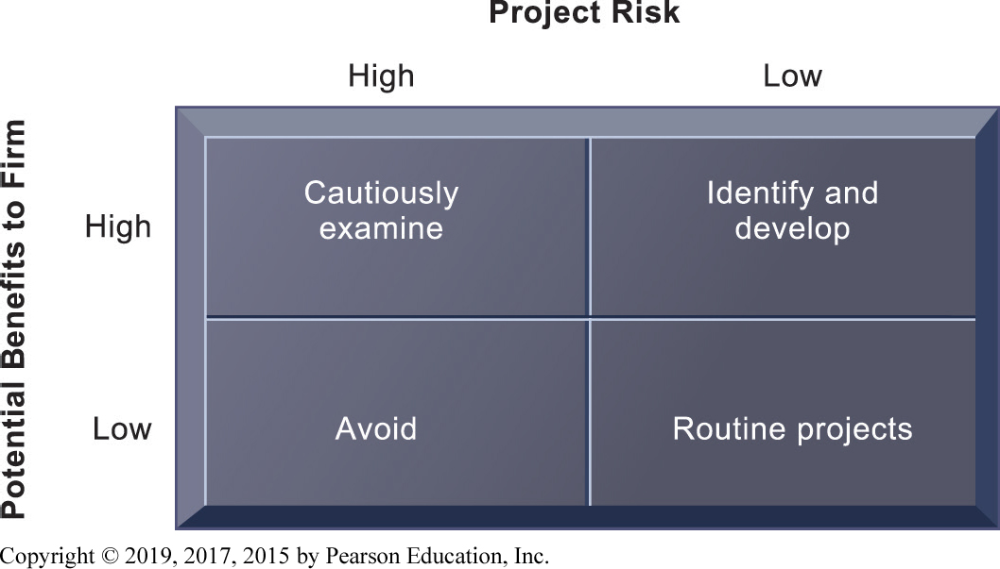 Project Risk
High
Low
Potential Benefits to Firm
High
Cautiously
examine
Identify and
develop
Low
Avoid
Routine projects
Copyright © 2019, 2017, 2015 by Pearson Education, Inc.